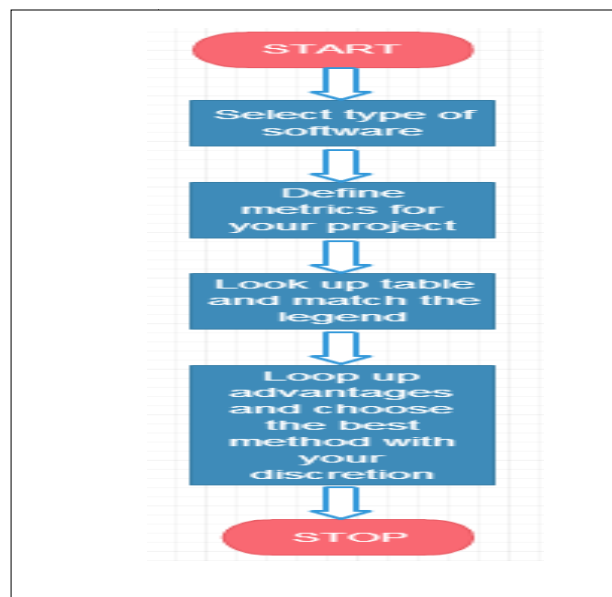 START
Select type of
software
Define
metrics for
your project
Look up table
and match the
legend
Loop up
advantages
and choose
the best
method with
your
discretion
STOP